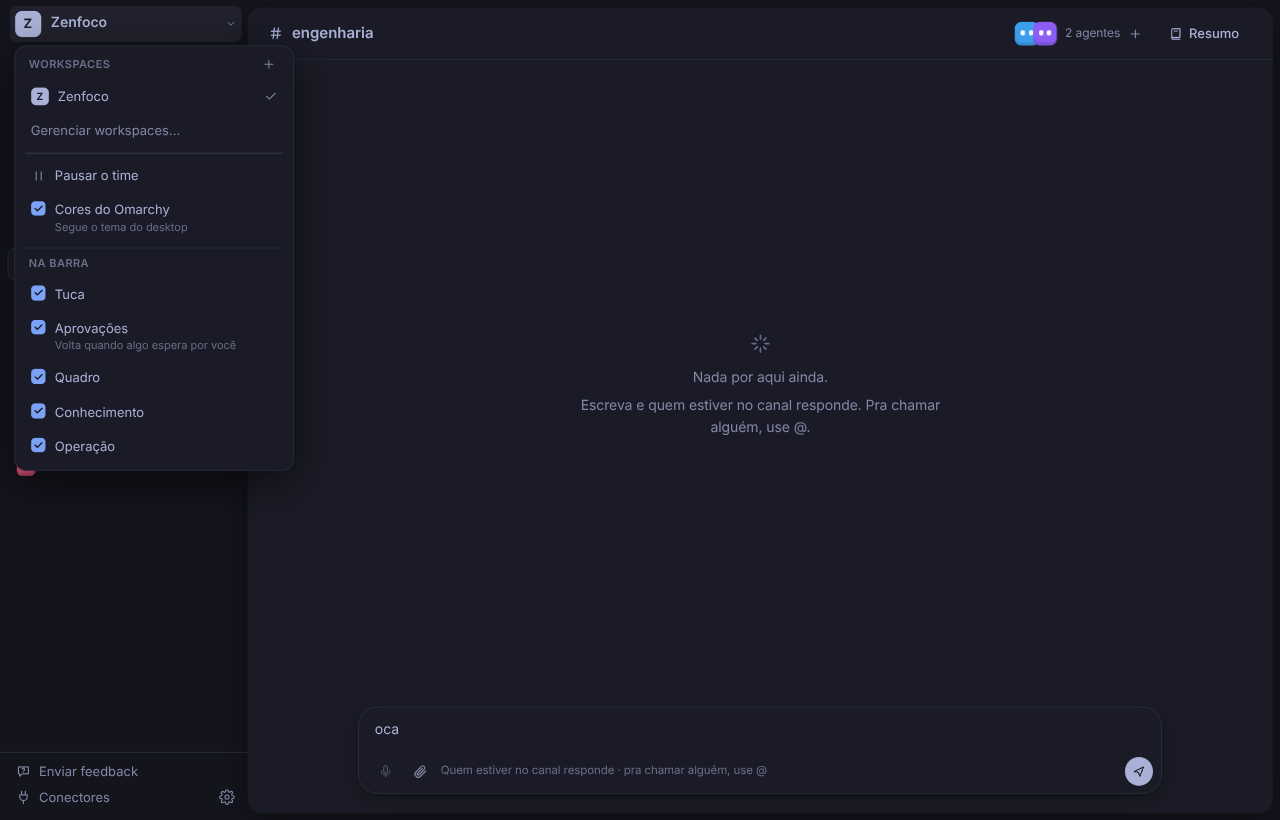 Z Zenfoco
WORKSPACES
Z Zenfoco
Gerenciar workspaces...
Pausar o time
Cores do Omarchy
Segue o tema do desktop
NA BARRA
Tuca
Aprovações
Volta quando algo espera por você
Quadro
Conhecimento
Operação
Enviar feedback
Conectores
# engenharia
2 agentes +
Resumo
Nada por aqui ainda.
Escreva e quem estiver no canal responde. Pra chamar
alguém, use @.
oca
Quem estiver no canal responde · pra chamar alguém, use @